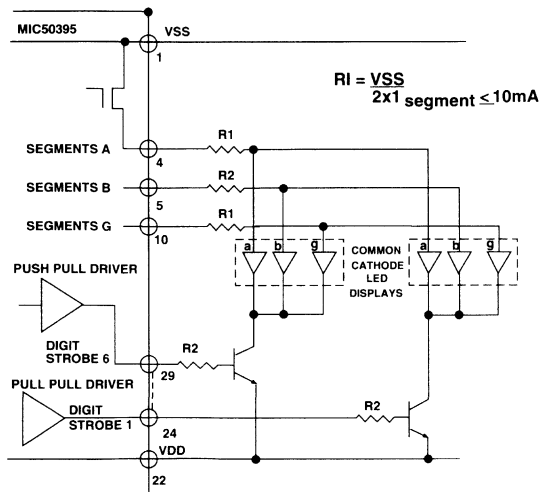 MIC50395
VSS
1
RI = VSS
2x1 segment ≤10mA
SEGMENTS A
4
R1
SEGMENTS B
5
R2
SEGMENTS G
10
R1
a b g
COMMON
CATHODE
LED
DISPLAYS
a b g
PUSH PULL DRIVER
DIGIT
STROBE 6
29
R2
PULL PULL DRIVER
DIGIT
STROBE 1
24
R2
VDD
22